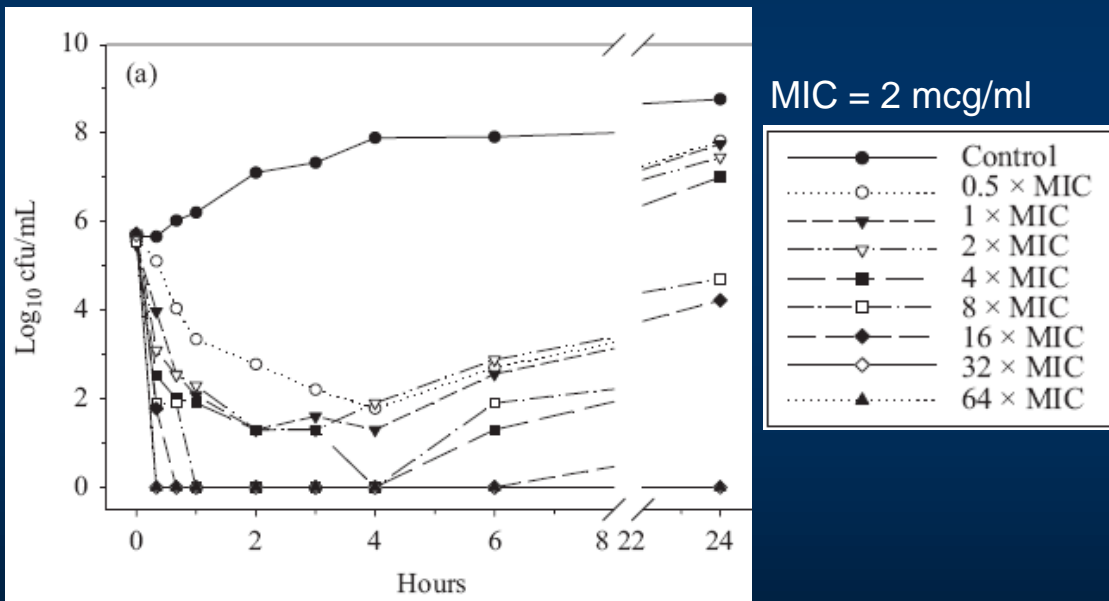 10
(a)
8
6
4
2
0
Log10 cfu/mL
0 2 4 6 8 22 24
Hours
MIC = 2 mcg/ml
Control
0.5 × MIC
1 × MIC
2 × MIC
4 × MIC
8 × MIC
16 × MIC
32 × MIC
64 × MIC